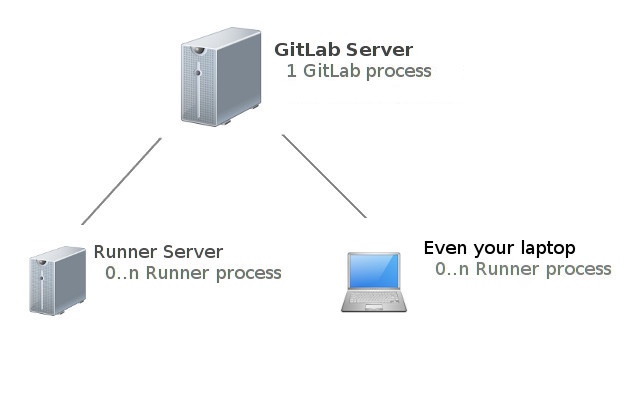 GitLab Server
1 GitLab process
Runner Server
0..n Runner process
Even your laptop
0..n Runner process